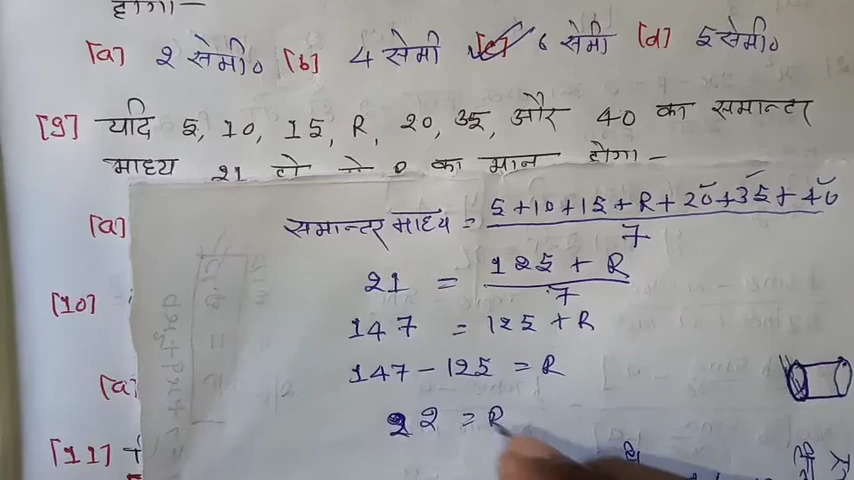 होगा—
[a] 2 सेमी० [b] 4 सेमी [c] 6 सेमी [d] 5 सेमी०
[9] यदि 5, 10, 15, R, 20, 35, और 40 का समान्तर
माध्य 21 हो का मान होगा—
[a]
समान्तर माध्य = 5+10+15+R+20+35+40
7
21 = 125 + R
7
[10]
147 = 125 + R
147 - 125 = R
[a]
22 = R
[11]